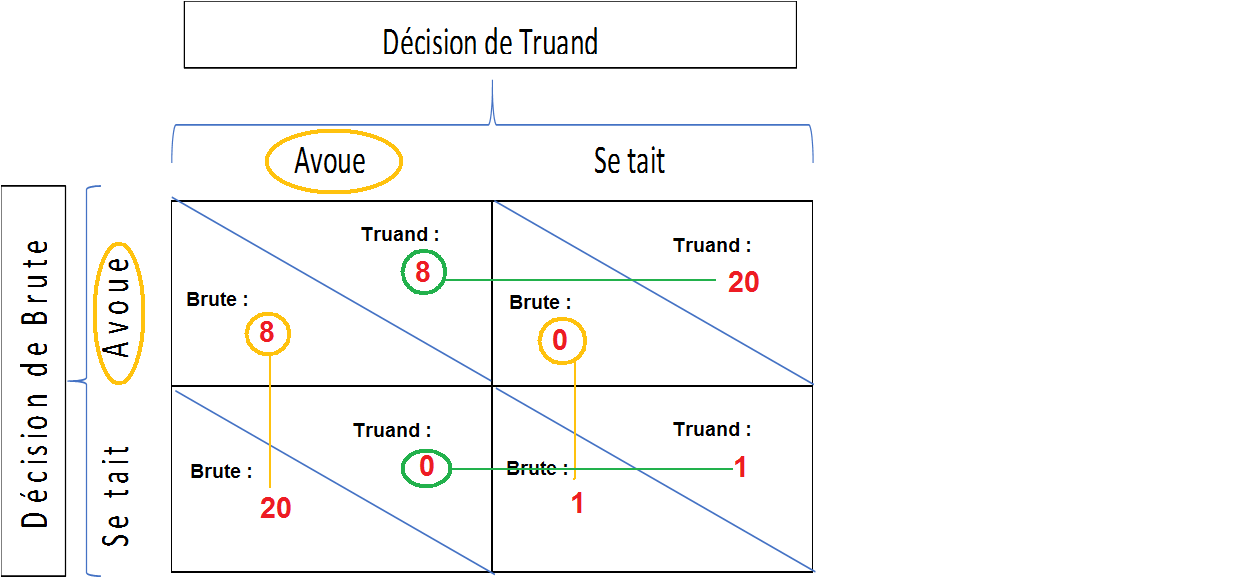 Décision de Truand
Avoue
Se tait
Décision de Brute
Avoue
Se tait
Truand :
8
Brute :
8
Truand :
20
Brute :
0
Truand :
0
Brute :
20
Truand :
1
Brute :
1